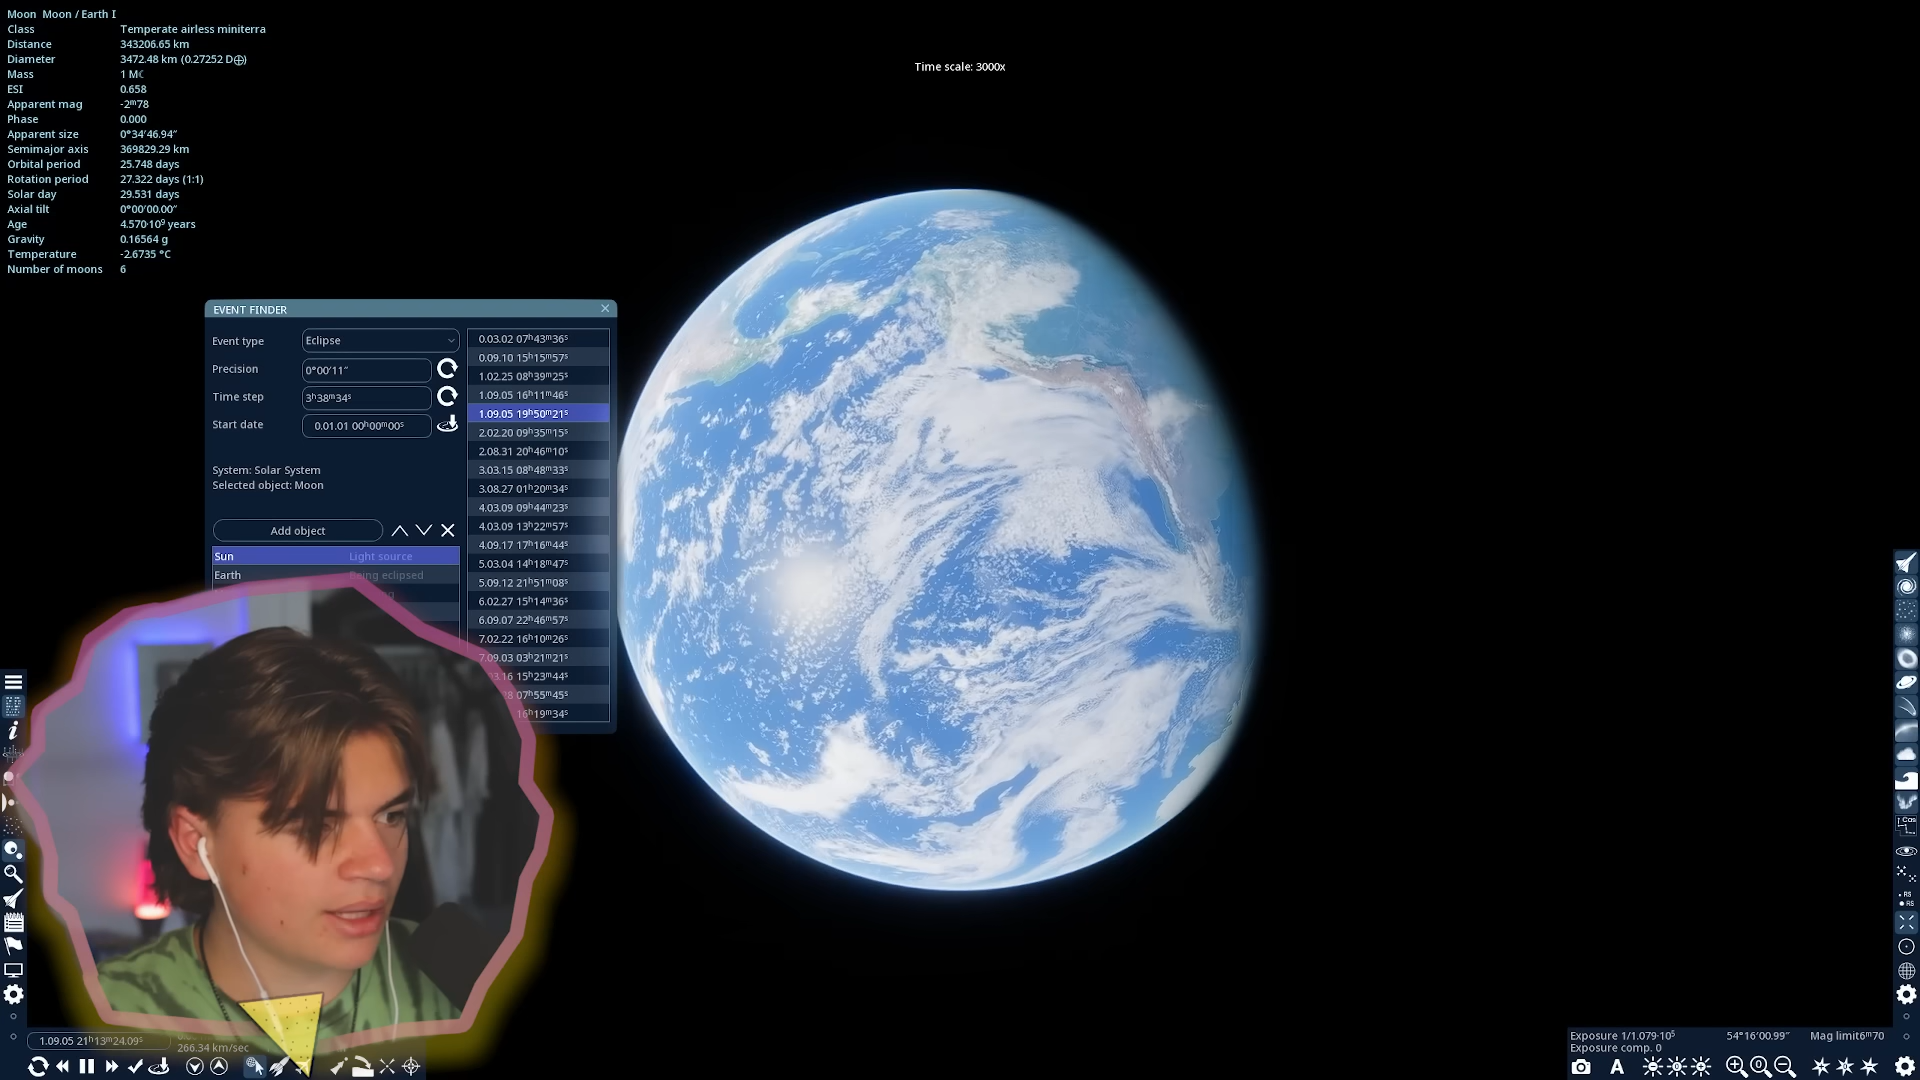 Moon Moon / Earth I
Class Temperate airless miniterra
Distance 343206.65 km
Diameter 3472.48 km (0.27252 D⊕)
Mass 1 M☾
ESI 0.658
Apparent mag -2ᵐ78
Phase 0.000
Apparent size 0°34′46.94″
Semimajor axis 369829.29 km
Orbital period 25.748 days
Rotation period 27.322 days (1:1)
Solar day 29.531 days
Axial tilt 0°00′00.00″
Age 4.570·10⁹ years
Gravity 0.16564 g
Temperature -2.6735 °C
Number of moons 6
Time scale: 3000x
EVENT FINDER
Event type Eclipse
Precision 0°00′11″
Time step 3ʰ38ᵐ34ˢ
Start date 0.01.01 00ʰ00ᵐ00ˢ
System: Solar System
Selected object: Moon
Add object
Sun Light source
Earth Being eclipsed
0.03.02 07ʰ43ᵐ36ˢ
0.09.10 15ʰ15ᵐ57ˢ
1.02.25 08ʰ39ᵐ25ˢ
1.09.05 16ʰ11ᵐ46ˢ
1.09.05 19ʰ50ᵐ21ˢ
2.02.20 09ʰ35ᵐ15ˢ
2.08.31 20ʰ46ᵐ10ˢ
3.03.15 08ʰ48ᵐ33ˢ
3.08.27 01ʰ20ᵐ34ˢ
4.03.09 09ʰ44ᵐ23ˢ
4.03.09 13ʰ22ᵐ57ˢ
4.09.17 17ʰ16ᵐ44ˢ
5.03.04 14ʰ18ᵐ47ˢ
5.09.12 21ʰ51ᵐ08ˢ
6.02.27 15ʰ14ᵐ36ˢ
6.09.07 22ʰ46ᵐ57ˢ
7.02.22 16ʰ10ᵐ26ˢ
7.09.03 03ʰ21ᵐ21ˢ
03.16 15ʰ23ᵐ44ˢ
28 07ʰ55ᵐ45ˢ
16ʰ19ᵐ34ˢ
1.09.05 21ʰ13ᵐ24.09ˢ
266.34 km/sec
Cos
RS
RS
Exposure 1/1.079·10⁵ 54°16′00.99″ Mag limit6ᵐ70
Exposure comp. 0
A